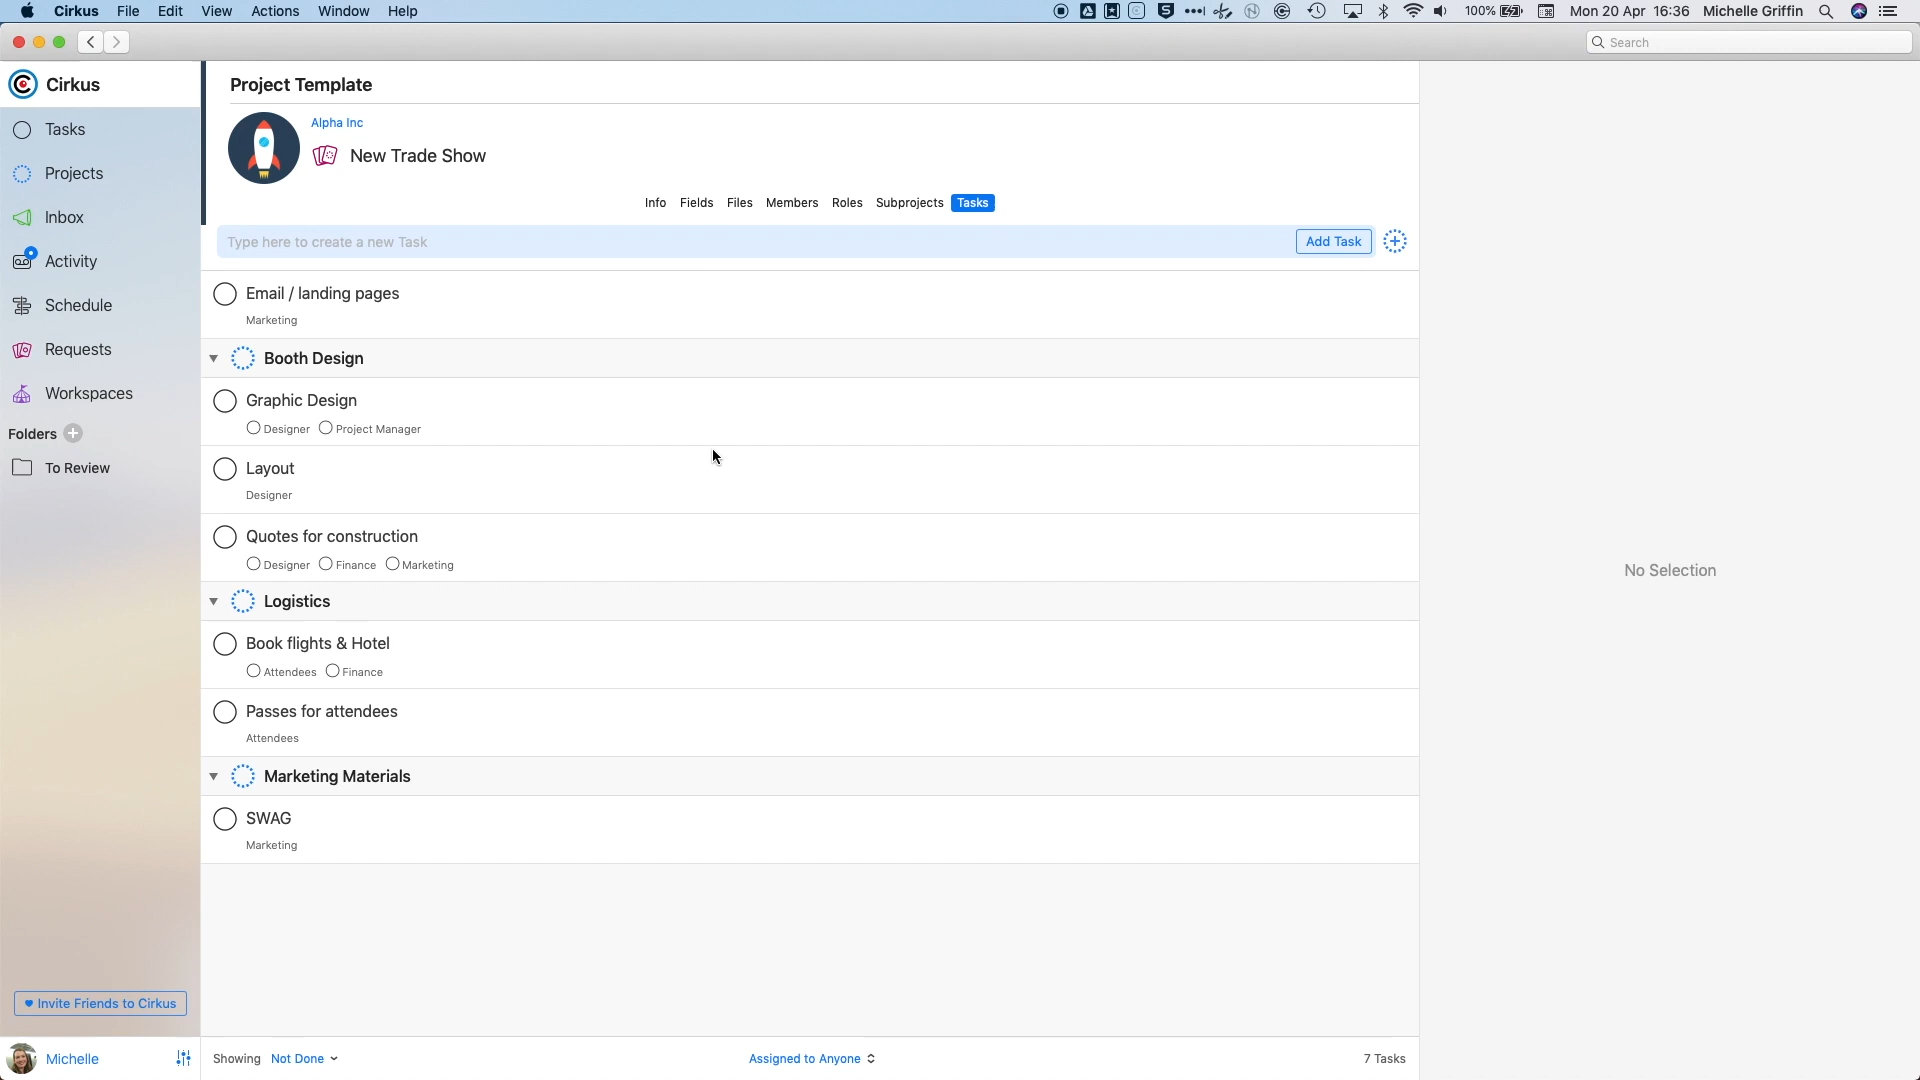 Cirkus File Edit View Actions Window Help
100% Mon 20 Apr 16:36 Michelle Griffin
Search
Cirkus
Tasks
Projects
Inbox
Activity
Schedule
Requests
Workspaces
Folders
To Review
Invite Friends to Cirkus
Michelle
Project Template
Alpha Inc
New Trade Show
Info Fields Files Members Roles Subprojects Tasks
Type here to create a new Task
Add Task
Email / landing pages
Marketing
Booth Design
Graphic Design
Designer Project Manager
Layout
Designer
Quotes for construction
Designer Finance Marketing
Logistics
Book flights & Hotel
Attendees Finance
Passes for attendees
Attendees
Marketing Materials
SWAG
Marketing
Showing Not Done
Assigned to Anyone
7 Tasks
No Selection